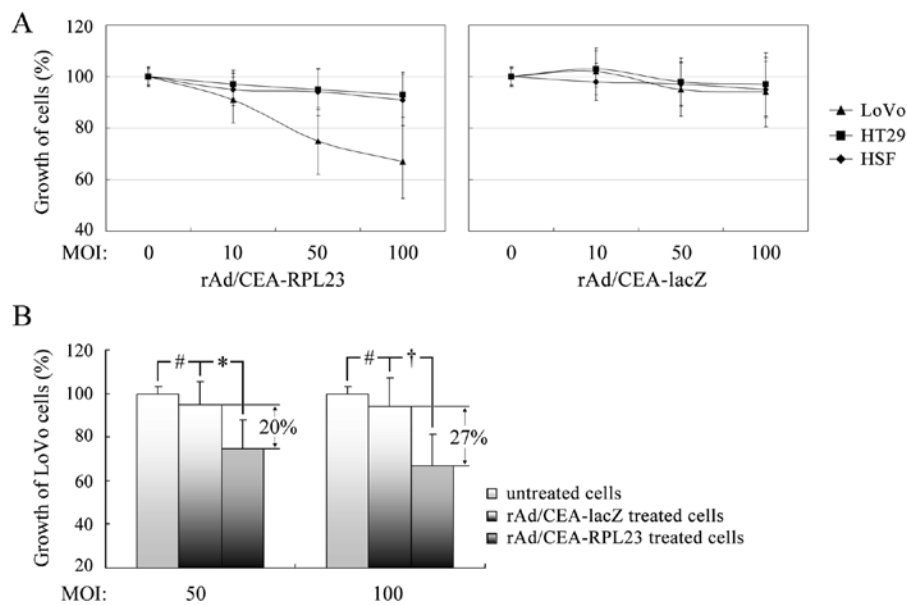 A
Growth of cells (%)
120
100
80
60
40
MOI: 0 10 50 100
rAd/CEA-RPL23
0 10 50 100
rAd/CEA-lacZ
LoVo
HT29
HSF
B
Growth of LoVo cells (%)
120
100
80
60
40
20
# *
20%
# †
27%
MOI: 50 100
untreated cells
rAd/CEA-lacZ treated cells
rAd/CEA-RPL23 treated cells